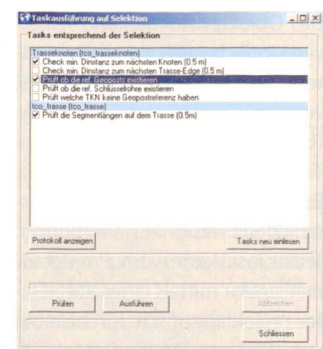 Taskausführung auf Selektion
Tasks entsprechend der Selektion
Trasseknoten (tco_trasseknoten)
Check min. Dinstanz zum nächsten Knoten (0.5 m)
Check min. Dinstanz zum nächsten Trasse-Edge (0.5 m)
Prüft ob die ref. Geoposts existieren
Prüft ob die ref. Schlüsselrohre existieren
Prüft welche TKN keine Geopostreferenz haben
tco_trasse (tco_trasse)
Prüft die Segmentlängen auf dem Trasse (0.5m)
Protokoll anzeigen
Tasks neu einlesen
Prüfen
Ausführen
Abbrechen
Schliessen